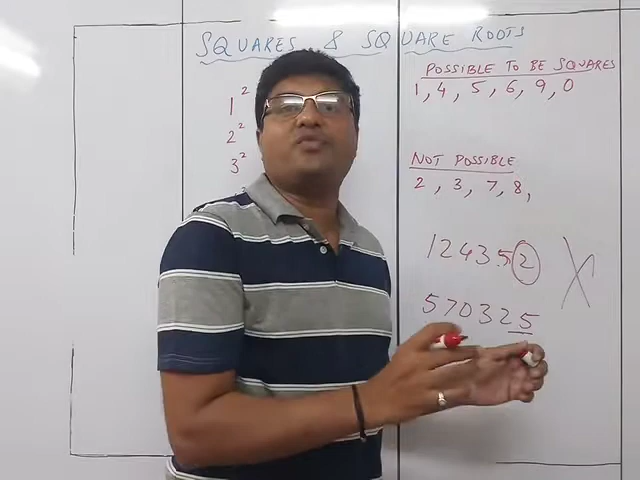 SQUARES & SQUARE ROOTS
1²
2²
3²
POSSIBLE TO BE SQUARES
1, 4, 5, 6, 9, 0
NOT POSSIBLE
2, 3, 7, 8,
124352 X
570325